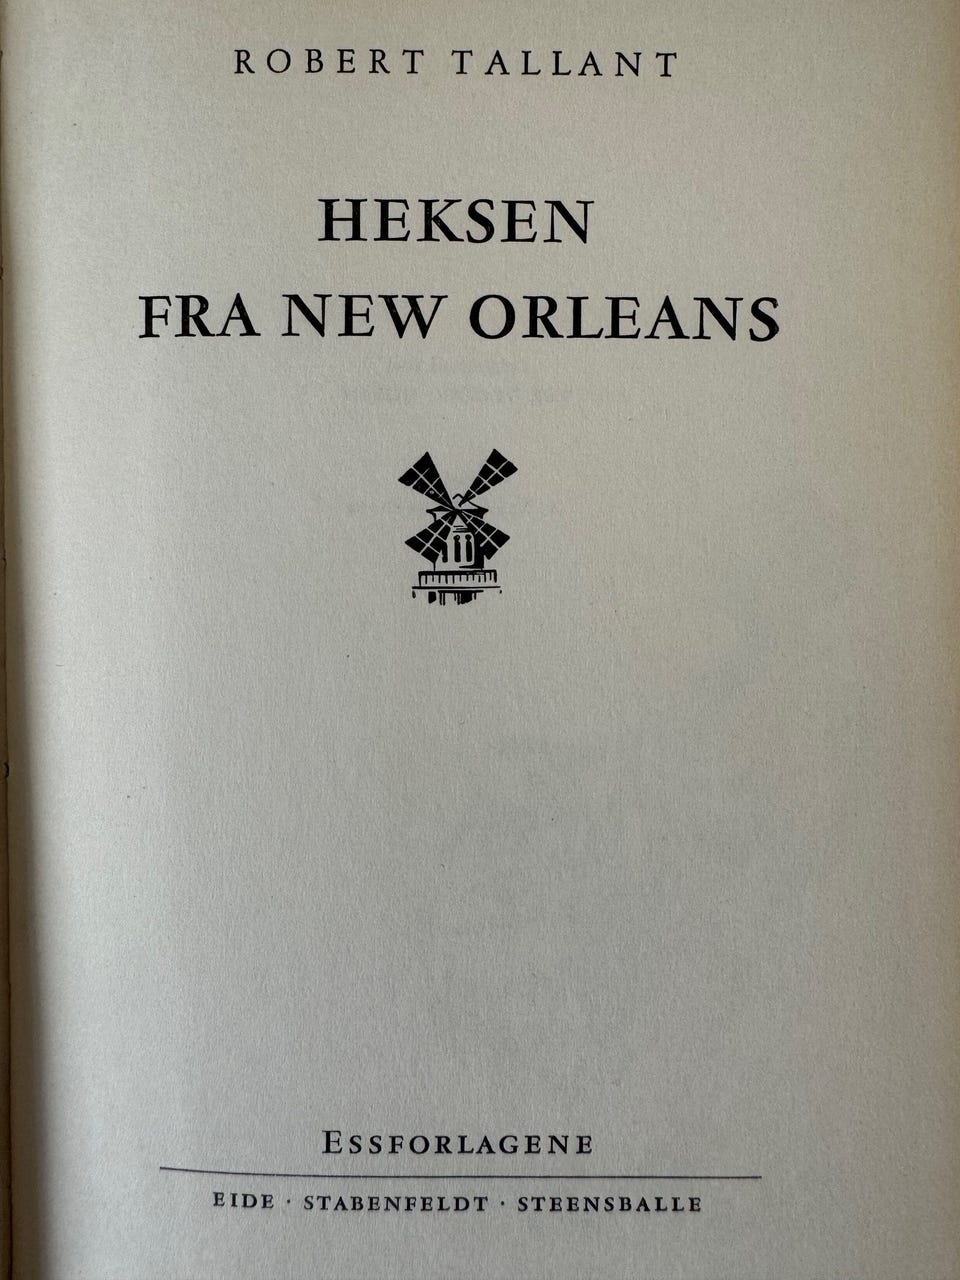 ROBERT TALLANT
HEKSEN
FRA NEW ORLEANS
ESSFORLAGENE
EIDE · STABENFELDT · STEENSBALLE